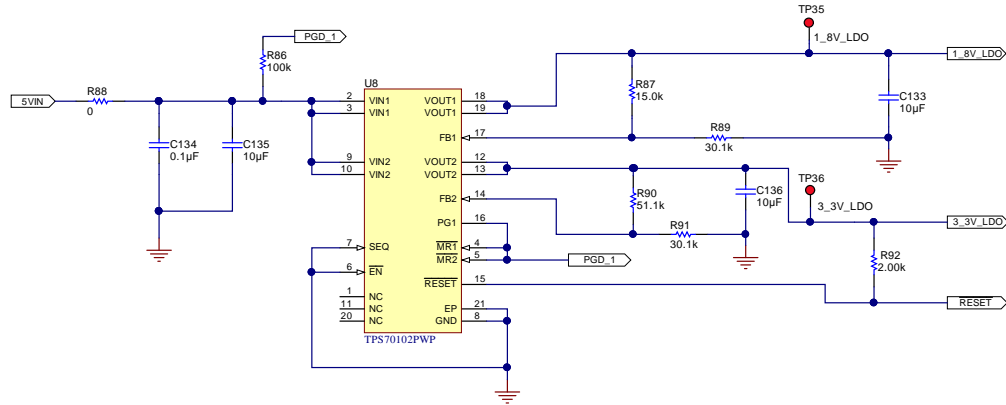 TP35
PGD_1
1_8V_LDO
R86
100k
1_8V_LDO
U8
R87
15.0k
R88
0
5VIN
C133
10µF
2 VIN1 VOUT1 18
3 VIN1 VOUT1 19
FB1 17
R89
30.1k
C134
0.1µF
C135
10µF
9 VIN2 VOUT2 12
10 VIN2 VOUT2 13
TP36
R90
51.1k
C136
10µF
FB2 14
3_3V_LDO
PG1 16
R91
30.1k
3_3V_LDO
7 SEQ MR1 4
MR2 5
PGD_1
R92
2.00k
6 EN RESET 15
1 NC
RESET
11 NC EP 21
20 NC GND 8
TPS70102PWP